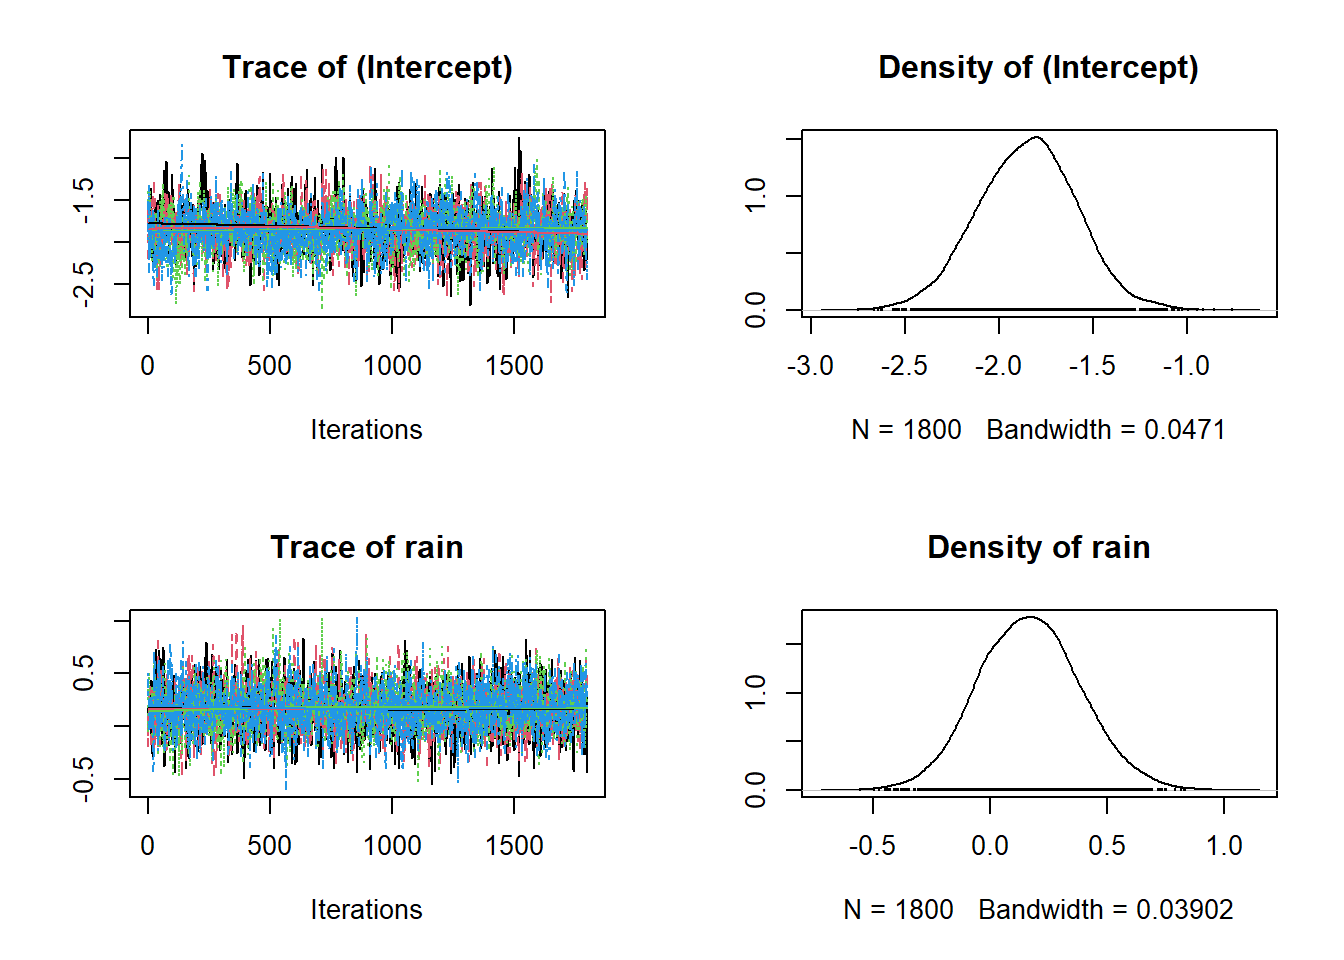 Trace of (Intercept)
-1.5
-2.5
0 500 1000 1500
Iterations
Density of (Intercept)
1.0
0.0
-3.0 -2.5 -2.0 -1.5 -1.0
N = 1800 Bandwidth = 0.0471
Trace of rain
0.5
-0.5
0 500 1000 1500
Iterations
Density of rain
1.0
0.0
-0.5 0.0 0.5 1.0
N = 1800 Bandwidth = 0.03902